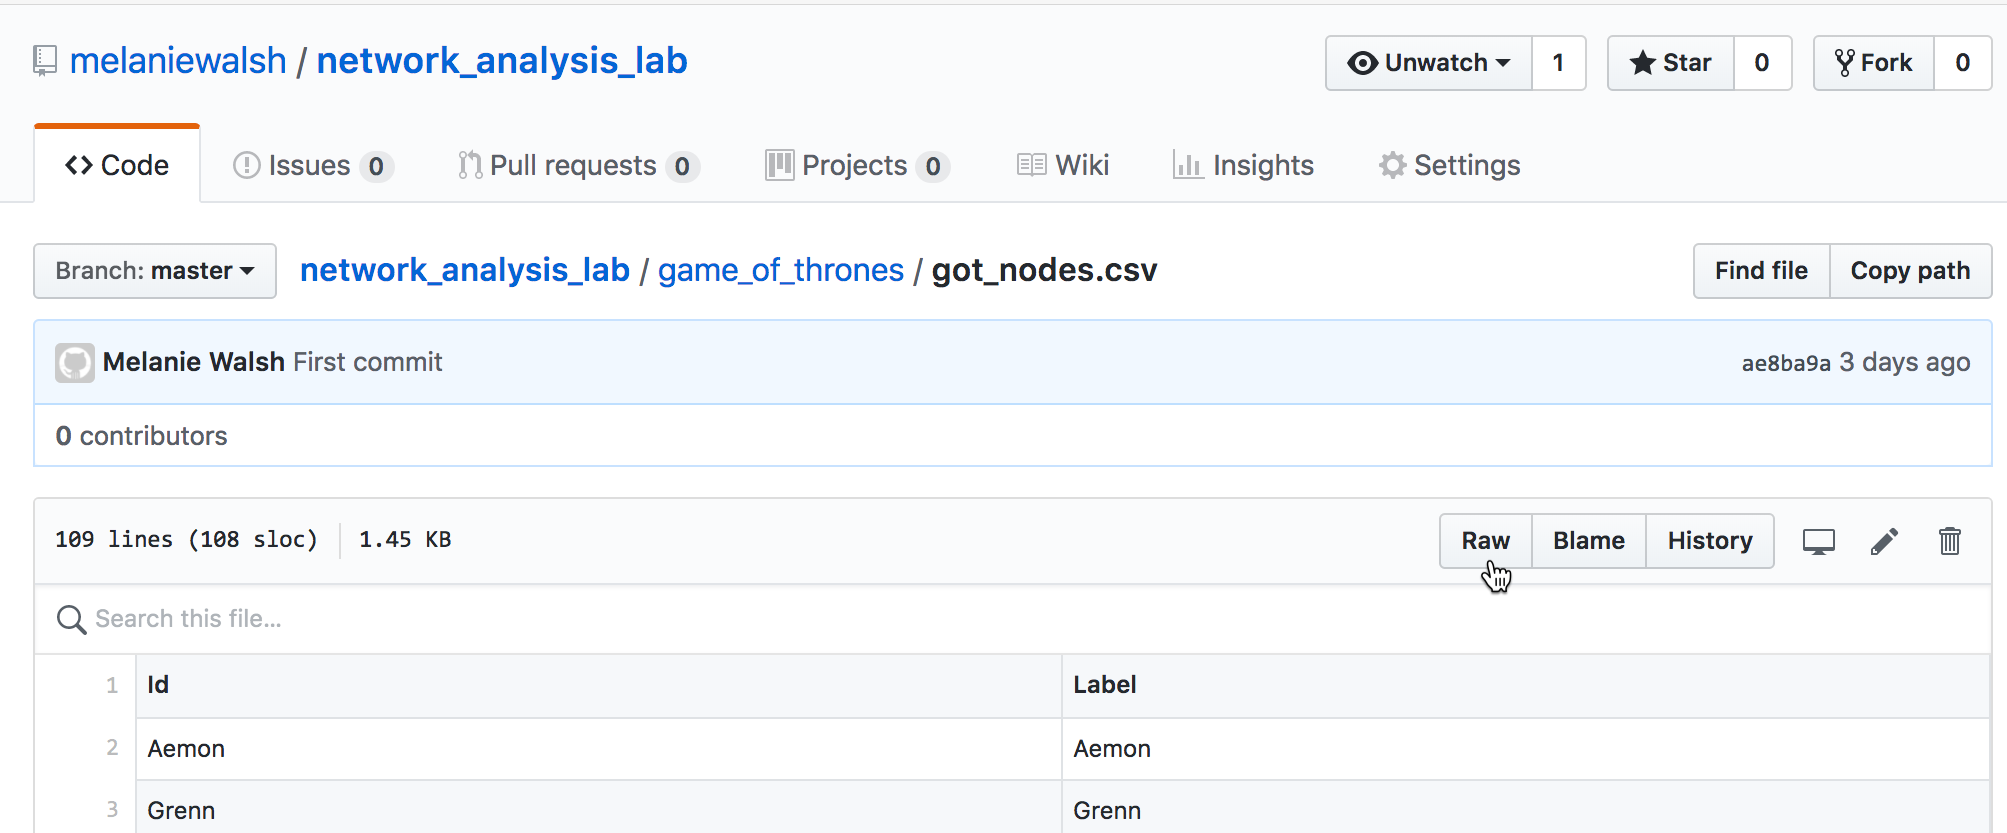 melaniewalsh / network_analysis_lab Unwatch 1 Star 0 Fork 0
Code Issues 0 Pull requests 0 Projects 0 Wiki Insights Settings
Branch: master network_analysis_lab / game_of_thrones / got_nodes.csv Find file Copy path
Melanie Walsh First commit ae8ba9a 3 days ago
0 contributors
109 lines (108 sloc) 1.45 KB Raw Blame History
Search this file...
1 Id Label
2 Aemon Aemon
3 Grenn Grenn